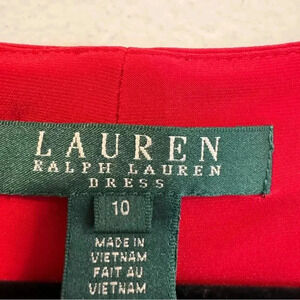 LAUREN
RALPH LAUREN
DRESS
10
MADE IN
VIETNAM
FAIT AU
VIETNAM